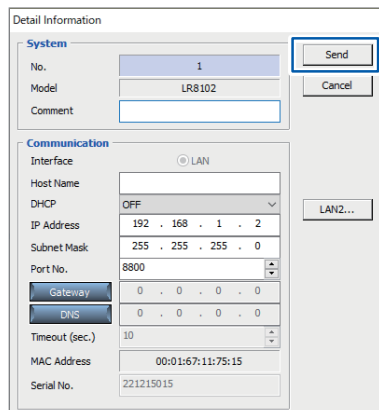 Detail Information
System
No. 1
Model LR8102
Comment
Send
Cancel
Communication
Interface LAN
Host Name
DHCP OFF
IP Address 192 . 168 . 1 . 2
Subnet Mask 255 . 255 . 255 . 0
Port No. 8800
Gateway 0 . 0 . 0 . 0
DNS 0 . 0 . 0 . 0
Timeout (sec.) 10
MAC Address 00:01:67:11:75:15
Serial No. 221215015
LAN2...